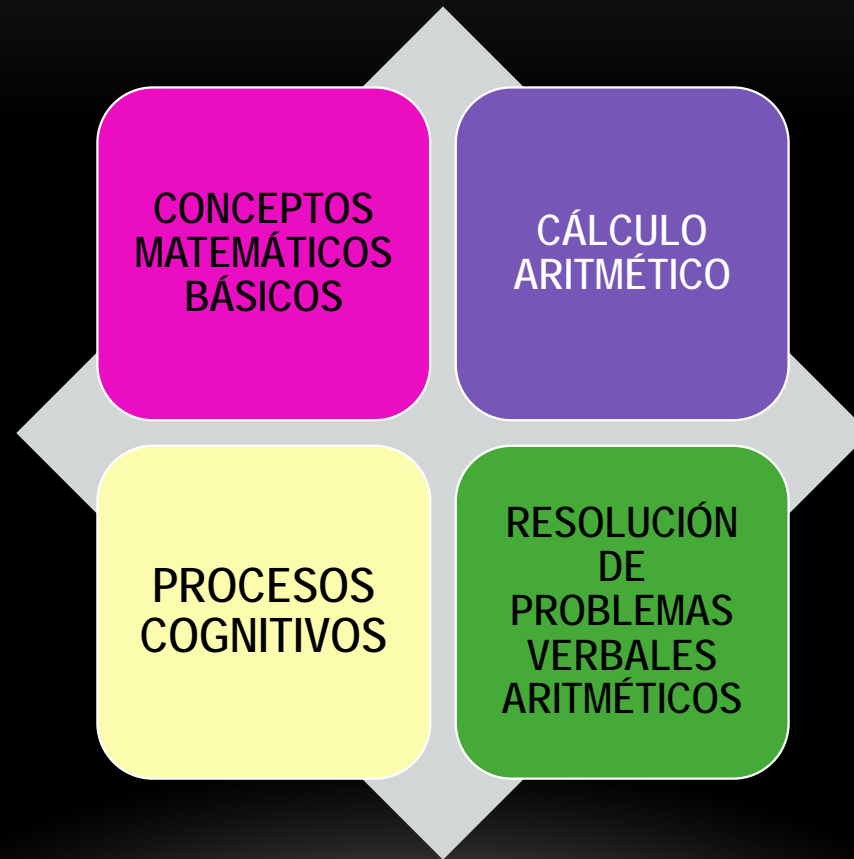 CONCEPTOS
MATEMÁTICOS
BÁSICOS
CÁLCULO
ARITMÉTICO
PROCESOS
COGNITIVOS
RESOLUCIÓN
DE
PROBLEMAS
VERBALES
ARITMÉTICOS